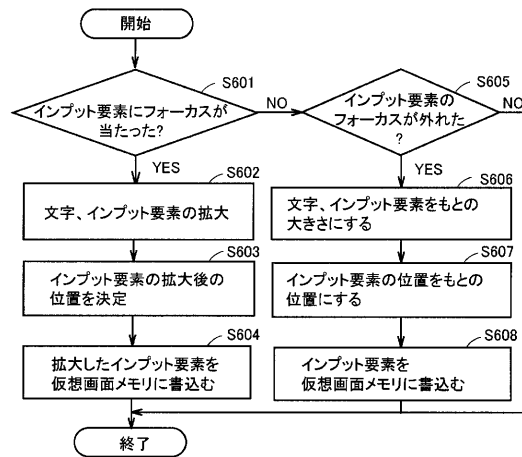 開始
S601
インプット要素にフォーカスが
当たった?
NO
S605
インプット要素の
フォーカスが外れた
?
NO
YES
S602
文字、インプット要素の拡大
YES
S606
文字、インプット要素をもとの
大きさにする
S603
インプット要素の拡大後の
位置を決定
S607
インプット要素の位置をもとの
位置にする
S604
拡大したインプット要素を
仮想画面メモリに書込む
S608
インプット要素を
仮想画面メモリに書込む
終了